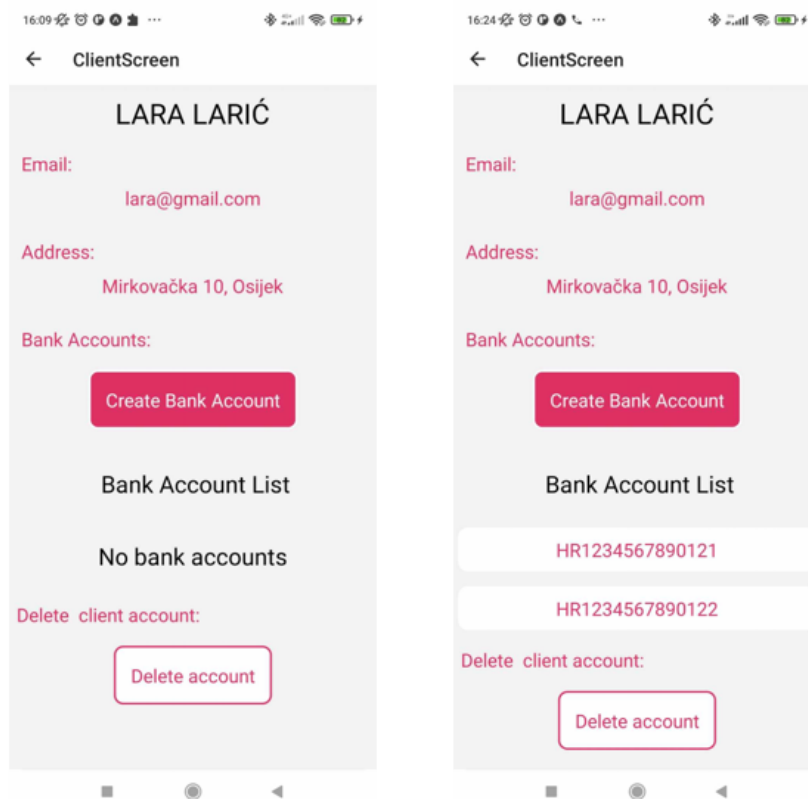 16:09
ClientScreen
LARA LARIĆ
Email:
lara@gmail.com
Address:
Mirkovačka 10, Osijek
Bank Accounts:
Create Bank Account
Bank Account List
No bank accounts
Delete client account:
Delete account
16:24
ClientScreen
LARA LARIĆ
Email:
lara@gmail.com
Address:
Mirkovačka 10, Osijek
Bank Accounts:
Create Bank Account
Bank Account List
HR1234567890121
HR1234567890122
Delete client account:
Delete account